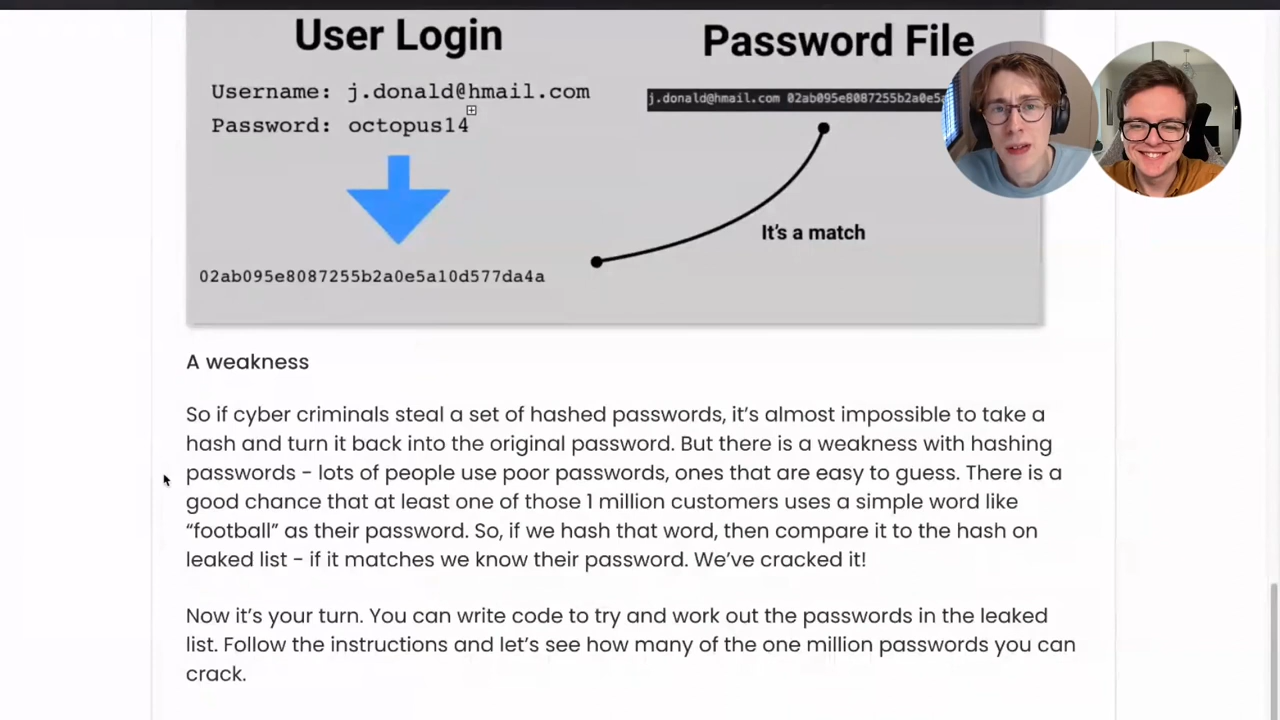 User Login
Password File
Username: j.donald@hmail.com
j.donald@hmail.com 02ab095e8087255b2a0e5a
Password: octopus14
It's a match
02ab095e8087255b2a0e5a10d577da4a
A weakness
So if cyber criminals steal a set of hashed passwords, it's almost impossible to take a
hash and turn it back into the original password. But there is a weakness with hashing
passwords - lots of people use poor passwords, ones that are easy to guess. There is a
good chance that at least one of those 1 million customers uses a simple word like
“football” as their password. So, if we hash that word, then compare it to the hash on
leaked list - if it matches we know their password. We've cracked it!
Now it's your turn. You can write code to try and work out the passwords in the leaked
list. Follow the instructions and let's see how many of the one million passwords you can
crack.